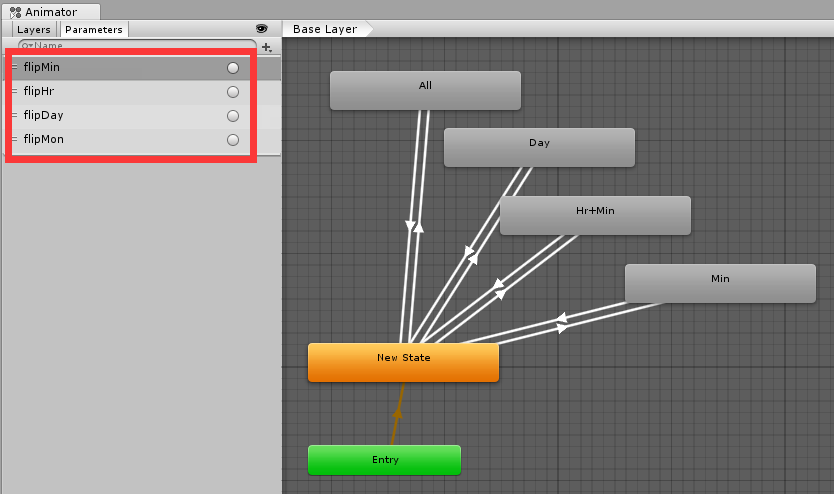 Animator
Layers Parameters
Name
flipMin
flipHr
flipDay
flipMon
Base Layer
All
Day
Hr+Min
Min
New State
Entry